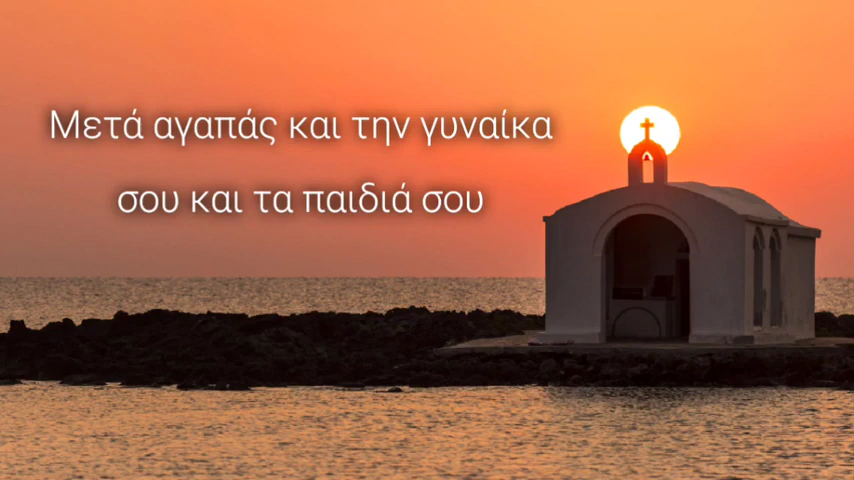 Μετά αγαπάς και την γυναίκα
σου και τα παιδιά σου